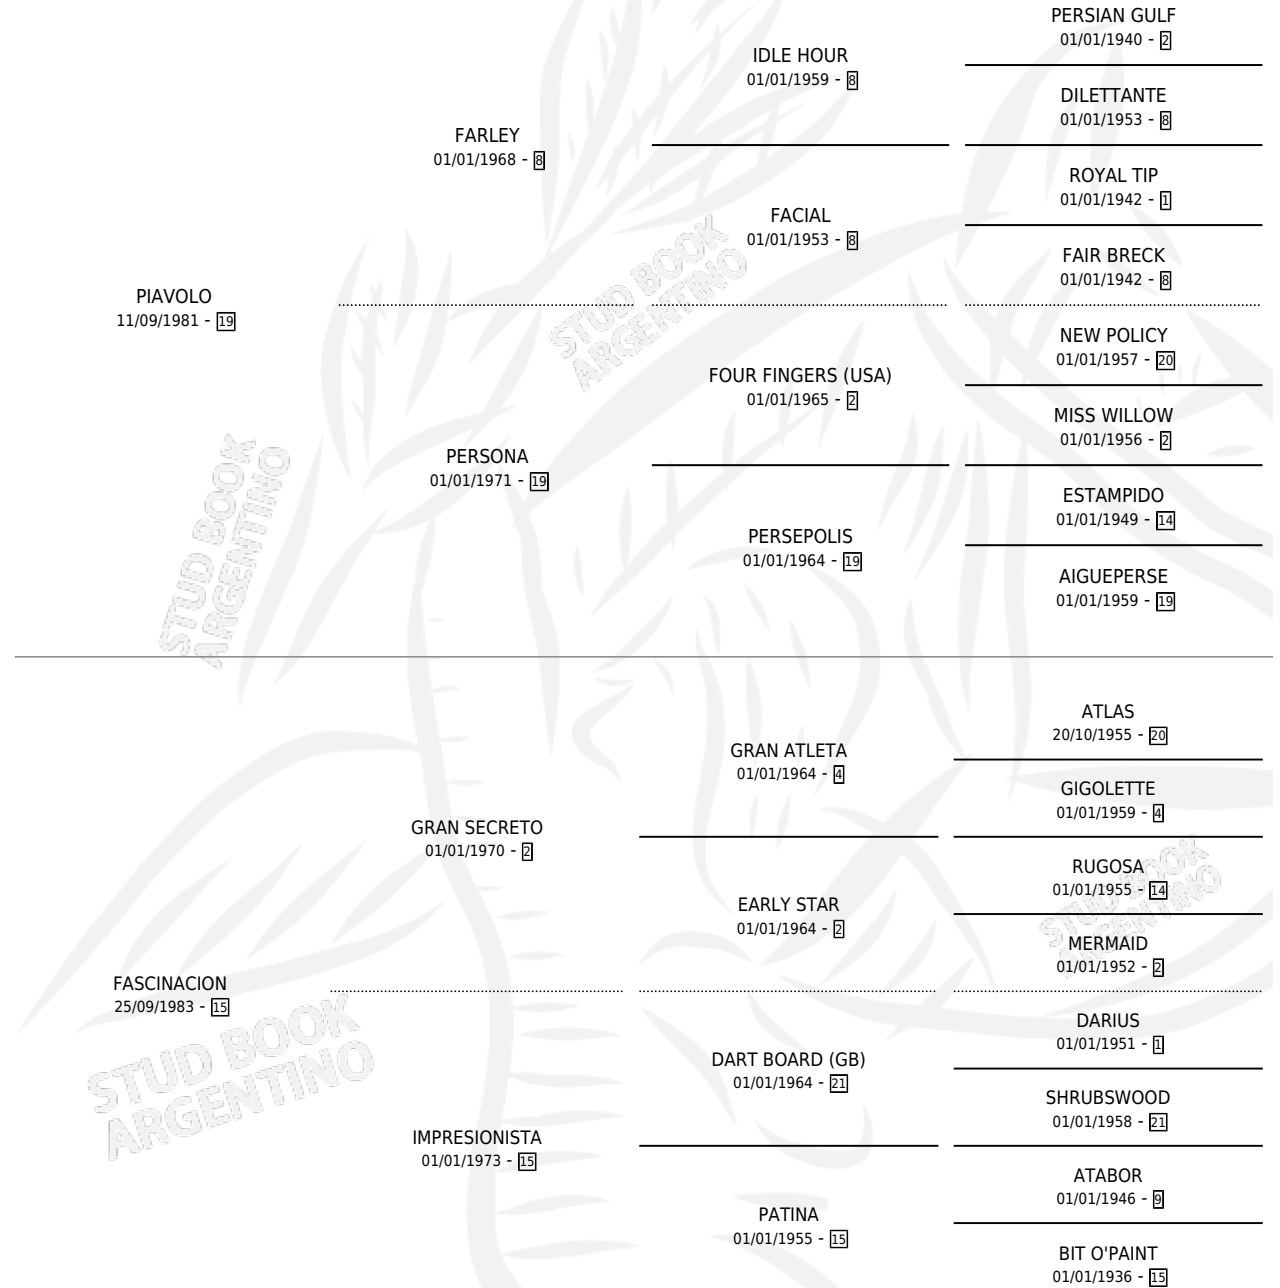 PERSIAN GULF
01/01/1940 - 2
IDLE HOUR
01/01/1959 - 8
DILETTANTE
01/01/1953 - 8
FARLEY
01/01/1968 - 8
ROYAL TIP
01/01/1942 - 1
FACIAL
01/01/1953 - 8
FAIR BRECK
01/01/1942 - 8
PIAVOLO
11/09/1981 - 19
NEW POLICY
01/01/1957 - 20
FOUR FINGERS (USA)
01/01/1965 - 2
MISS WILLOW
01/01/1956 - 2
PERSONA
01/01/1971 - 19
ESTAMPIDO
01/01/1949 - 14
PERSEPOLIS
01/01/1964 - 19
AIGUEPERSE
01/01/1959 - 19
ATLAS
20/10/1955 - 20
GRAN ATLETA
01/01/1964 - 4
GIGOLETTE
01/01/1959 - 4
GRAN SECRETO
01/01/1970 - 2
RUGOSA
01/01/1955 - 14
EARLY STAR
01/01/1964 - 2
MERMAID
01/01/1952 - 2
FASCINACION
25/09/1983 - 15
DARIUS
01/01/1951 - 1
DART BOARD (GB)
01/01/1964 - 21
SHRUBSWOOD
01/01/1958 - 21
IMPRESIONISTA
01/01/1973 - 15
ATABOR
01/01/1946 - 9
PATINA
01/01/1955 - 15
BIT O'PAINT
01/01/1936 - 15
STUD BOOK
ARGENTINO
STUD BOOK
ARGENTINO
STUD BOOK
ARGENTINO
STUD BOOK
ARGENTINO